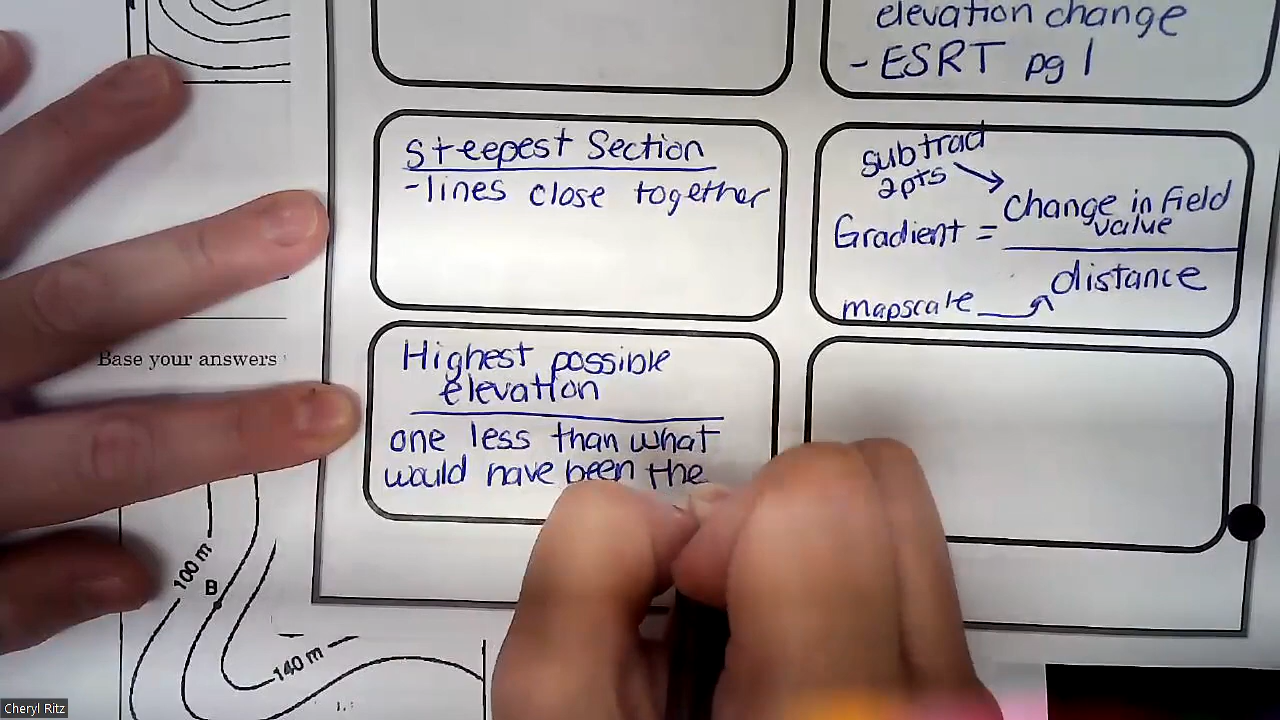 elevation change
- ESRT pg 1
Steepest Section
-lines close together
subtract
2pts
Change in Field
value
Gradient =
distance
mapscale
Highest possible
elevation
one less than what
would have been the
Base your answers
100 m
B
140 m
Cheryl Ritz